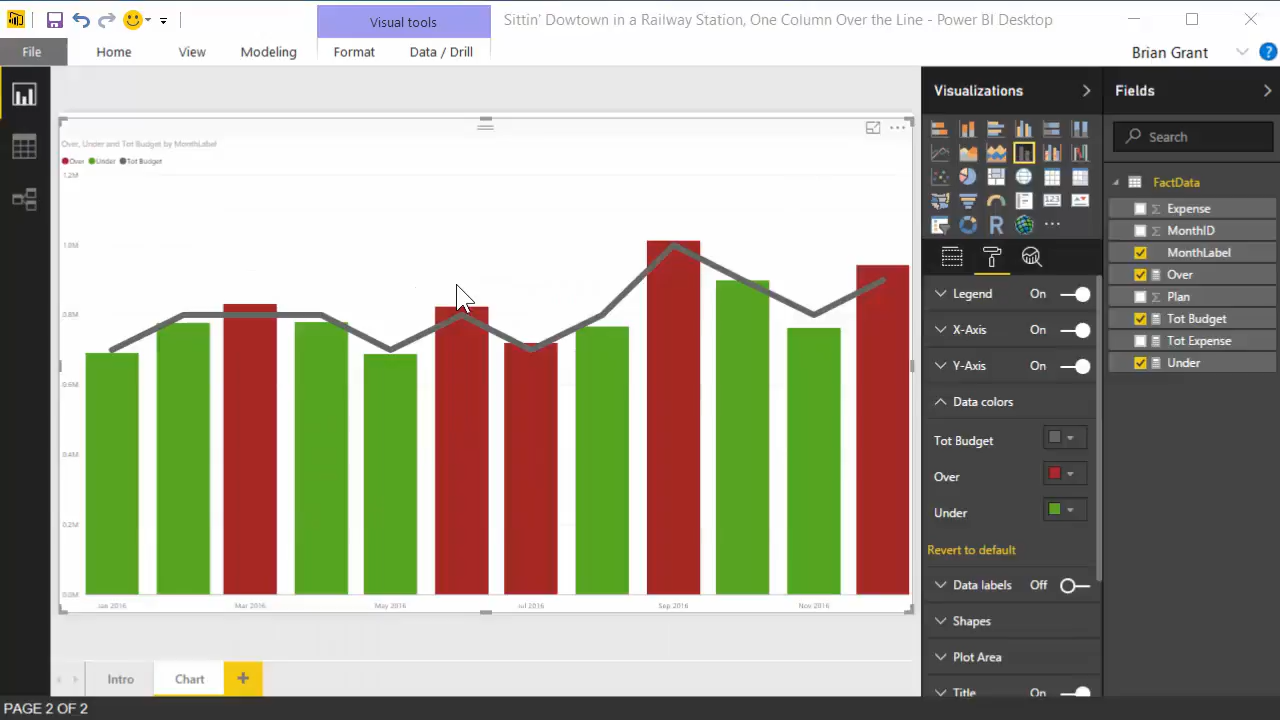 Visual tools
Sittin' Dowtown in a Railway Station, One Column Over the Line - Power BI Desktop
File
Home
View
Modeling
Format
Data / Drill
Brian Grant
?
Over, Under and Tot Budget by MonthLabel
Over Under Tot Budget
1.2M
1.0M
0.8M
0.6M
0.4M
0.2M
0.0M
Jan 2016
Mar 2016
May 2016
Jul 2016
Sep 2016
Nov 2016
Visualizations
R
123
Legend On
X-Axis On
Y-Axis On
Data colors
Tot Budget
Over
Under
Revert to default
Data labels Off
Shapes
Plot Area
Title On
Fields
Search
FactData
Σ Expense
Σ MonthID
MonthLabel
Over
Σ Plan
Tot Budget
Tot Expense
Under
Intro
Chart
+
PAGE 2 OF 2